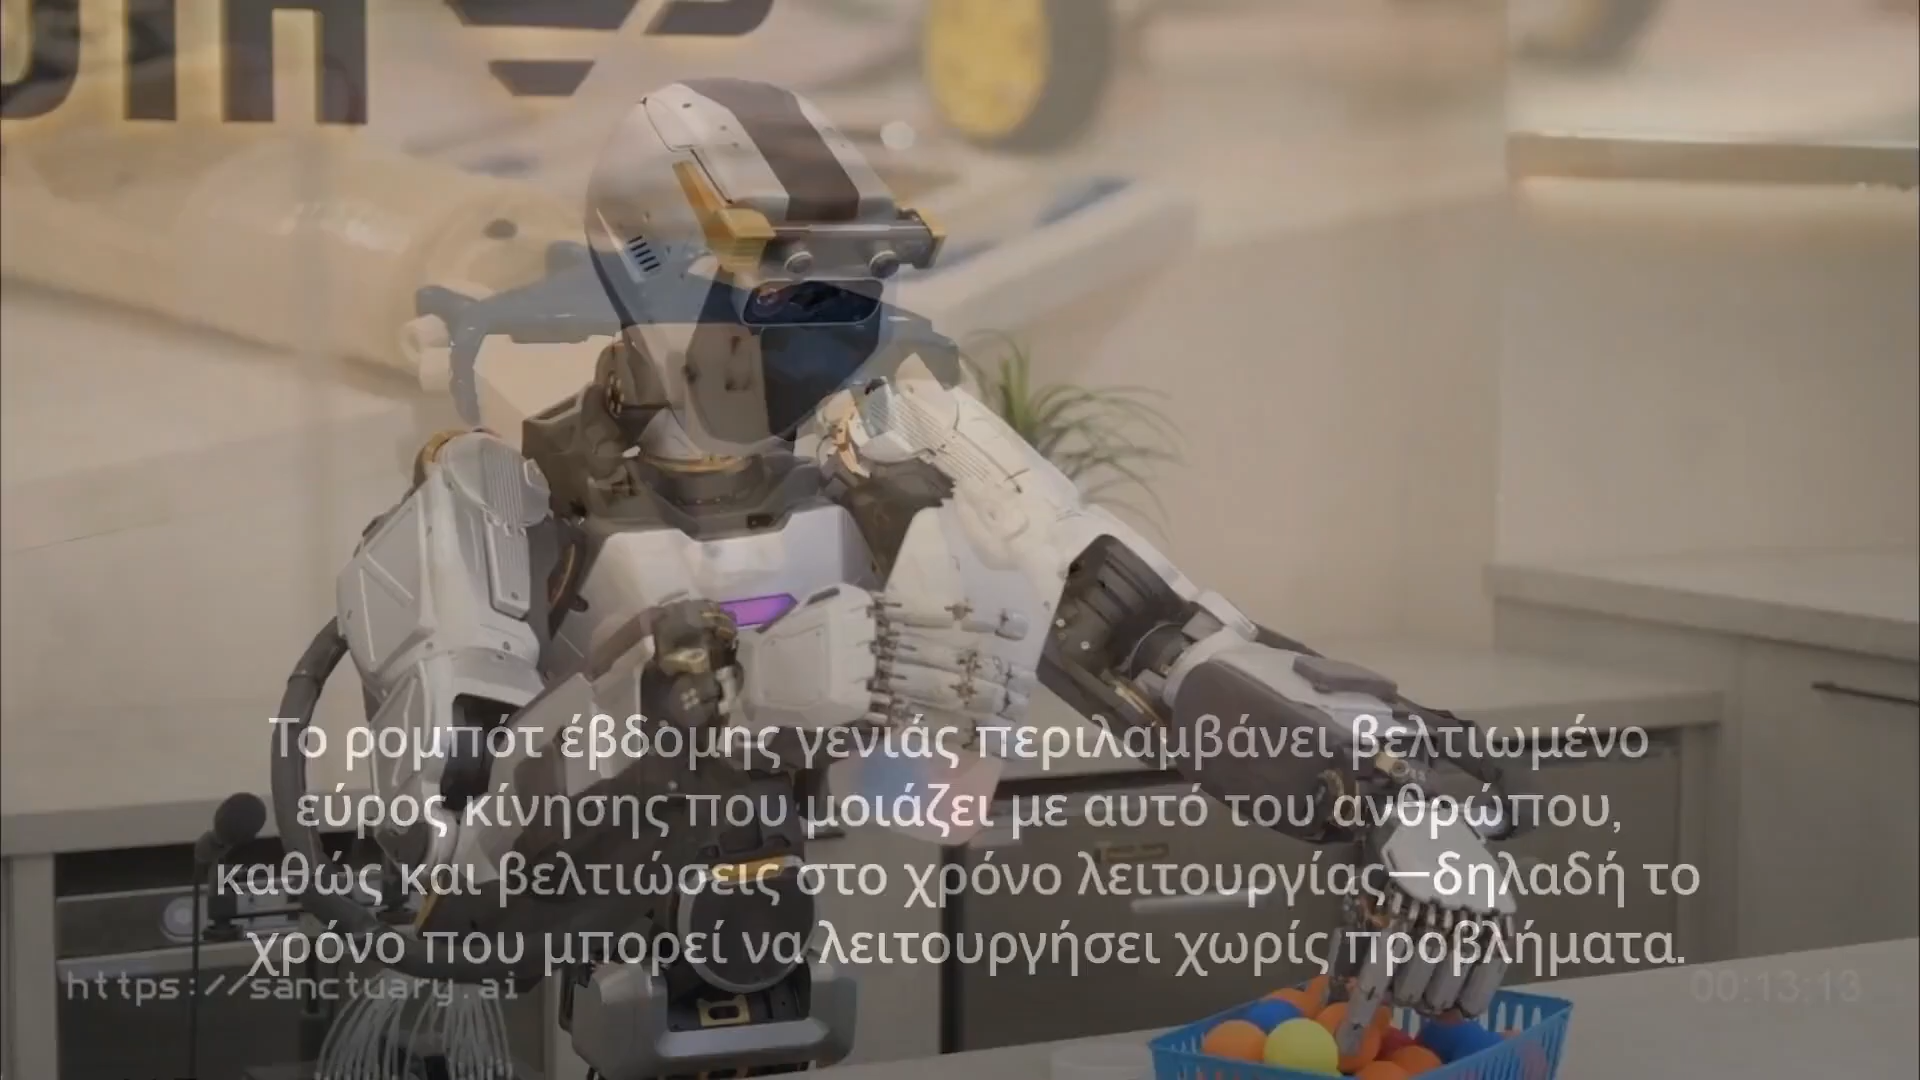 Το ρομπότ έβδομης γενιάς περιλαμβάνει βελτιωμένο
εύρος κίνησης που μοιάζει με αυτό του ανθρώπου,
καθώς και βελτιώσεις στο χρόνο λειτουργίας—δηλαδή το
χρόνο που μπορεί να λειτουργήσει χωρίς προβλήματα.
https://sanctuary.ai
00:13:13